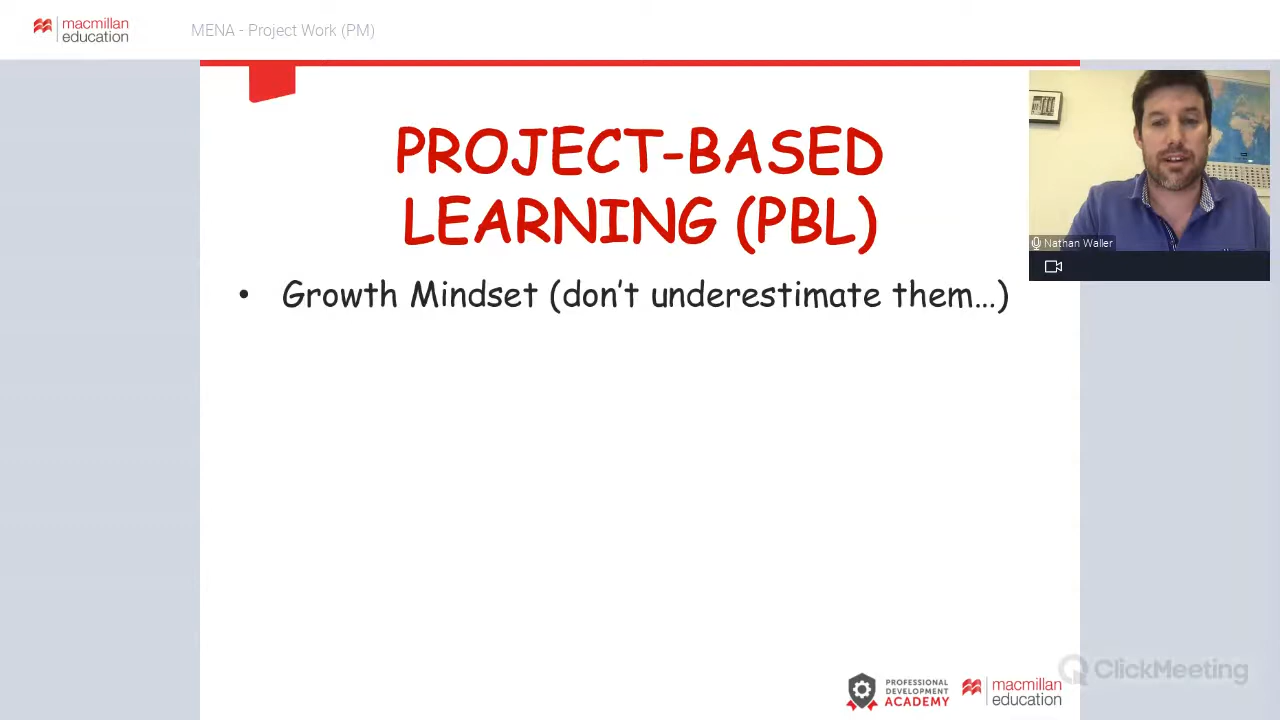 macmillan
education
MENA - Project Work (PM)
PROJECT-BASED
LEARNING (PBL)
Nathan Waller
• Growth Mindset (don't underestimate them...)
ClickMeeting
PROFESSIONAL
DEVELOPMENT
ACADEMY
macmillan
education